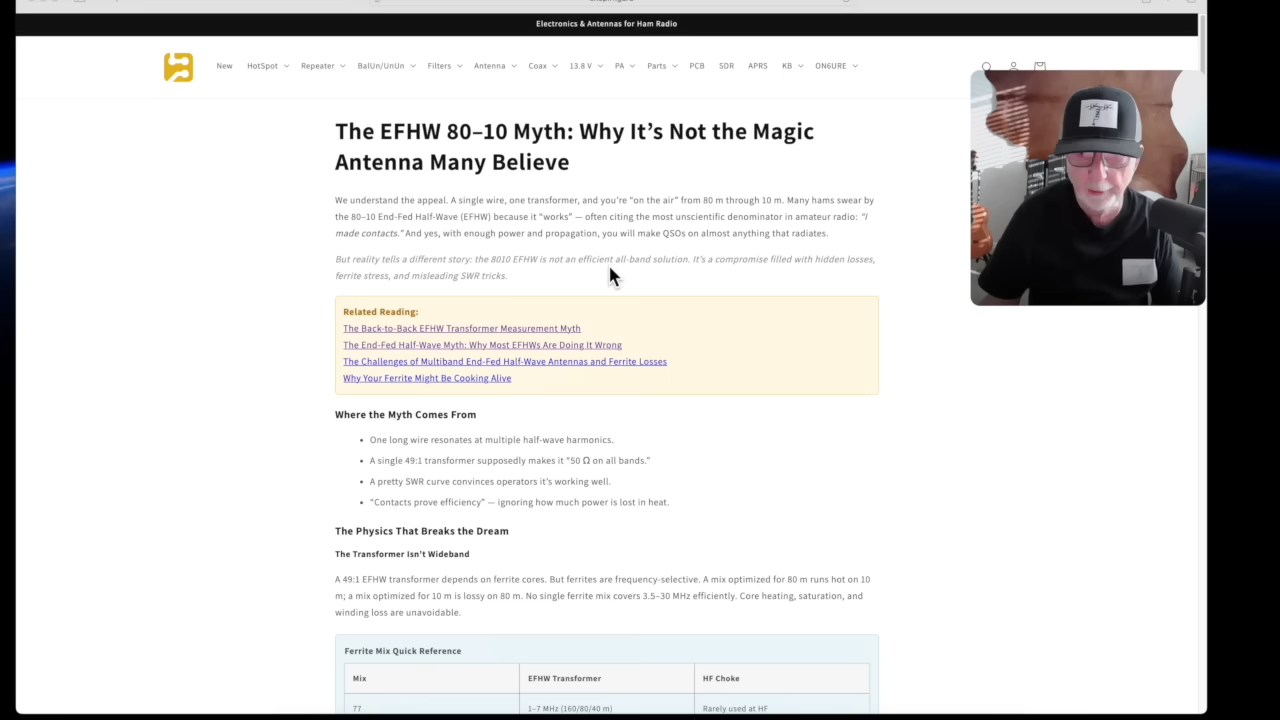 Electronics & Antennas for Ham Radio
New HotSpot Repeater BalUn/UnUn Filters Antenna Coax 13.8 V PA Parts PCB SDR APRS KB ON6URE
The EFHW 80–10 Myth: Why It’s Not the Magic
Antenna Many Believe
We understand the appeal. A single wire, one transformer, and you’re “on the air” from 80 m through 10 m. Many hams swear by
the 80–10 End-Fed Half-Wave (EFHW) because it “works” — often citing the most unscientific denominator in amateur radio: “I
made contacts.” And yes, with enough power and propagation, you will make QSOs on almost anything that radiates.
But reality tells a different story: the 8010 EFHW is not an efficient all-band solution. It’s a compromise filled with hidden losses,
ferrite stress, and misleading SWR tricks.
Related Reading:
The Back-to-Back EFHW Transformer Measurement Myth
The End-Fed Half-Wave Myth: Why Most EFHWs Are Doing It Wrong
The Challenges of Multiband End-Fed Half-Wave Antennas and Ferrite Losses
Why Your Ferrite Might Be Cooking Alive
Where the Myth Comes From
• One long wire resonates at multiple half-wave harmonics.
• A single 49:1 transformer supposedly makes it “50 Ω on all bands.”
• A pretty SWR curve convinces operators it’s working well.
• “Contacts prove efficiency” — ignoring how much power is lost in heat.
The Physics That Breaks the Dream
The Transformer Isn’t Wideband
A 49:1 EFHW transformer depends on ferrite cores. But ferrites are frequency-selective. A mix optimized for 80 m runs hot on 10
m; a mix optimized for 10 m is lossy on 80 m. No single ferrite mix covers 3.5–30 MHz efficiently. Core heating, saturation, and
winding loss are unavoidable.
Ferrite Mix Quick Reference
Mix EFHW Transformer HF Choke
77 1–7 MHz (160/80/40 m) Rarely used at HF